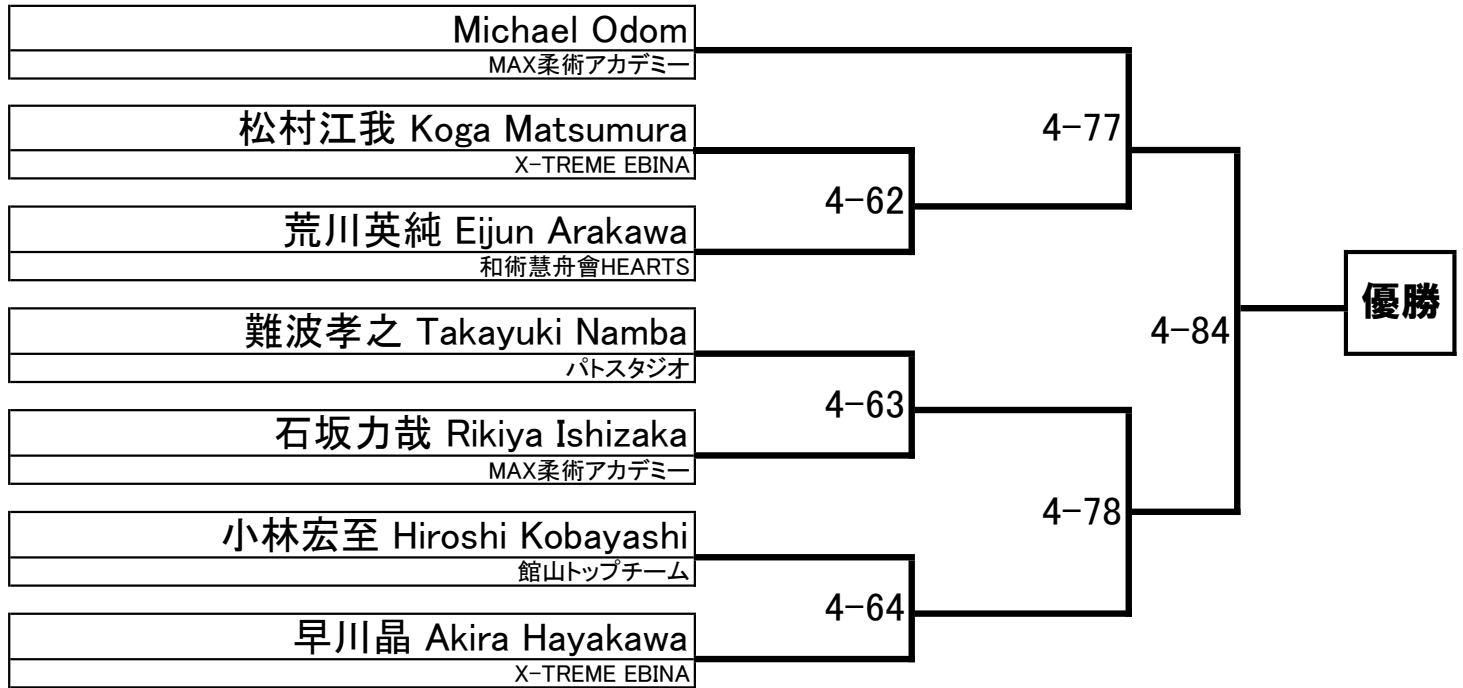 Michael Odom
MAX柔術アカデミー
松村江我 Koga Matsumura
X-TREME EBINA
荒川英純 Eijun Arakawa
和術慧舟會HEARTS
難波孝之 Takayuki Namba
パトスタジオ
石坂力哉 Rikiya Ishizaka
MAX柔術アカデミー
小林宏至 Hiroshi Kobayashi
館山トップチーム
早川晶 Akira Hayakawa
X-TREME EBINA
4-62
4-63
4-64
4-77
4-78
4-84
優勝